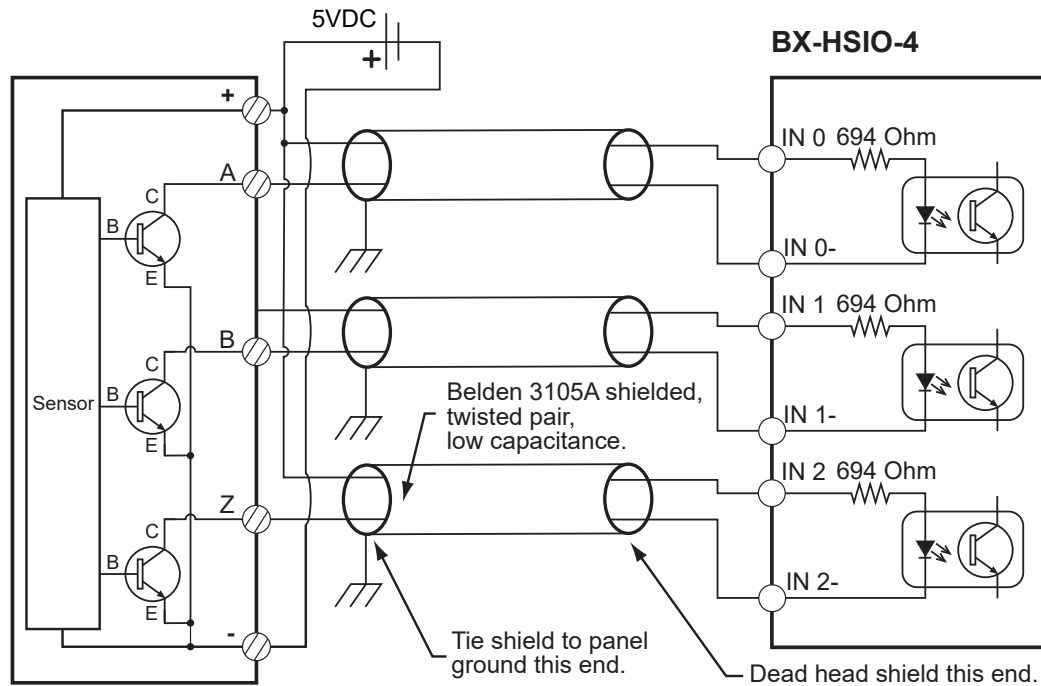 5VDC
+
BX-HSIO-4
+
IN 0 694 Ohm
A
C
B
E
IN 0-
IN 1 694 Ohm
B
C
B
E
Sensor
Belden 3105A shielded,
twisted pair,
low capacitance.
IN 1-
IN 2 694 Ohm
Z
C
B
E
IN 2-
-
Tie shield to panel
ground this end.
Dead head shield this end.